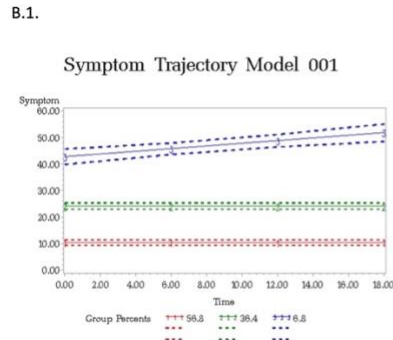 B.1.
Symptom Trajectory Model 001
Symptom
60.00
50.00
40.00
30.00
20.00
10.00
0.00
0.00 2.00 4.00 6.00 8.00 10.00 12.00 14.00 16.00 18.00
Time
Group Percents 56.8 36.4 6.8